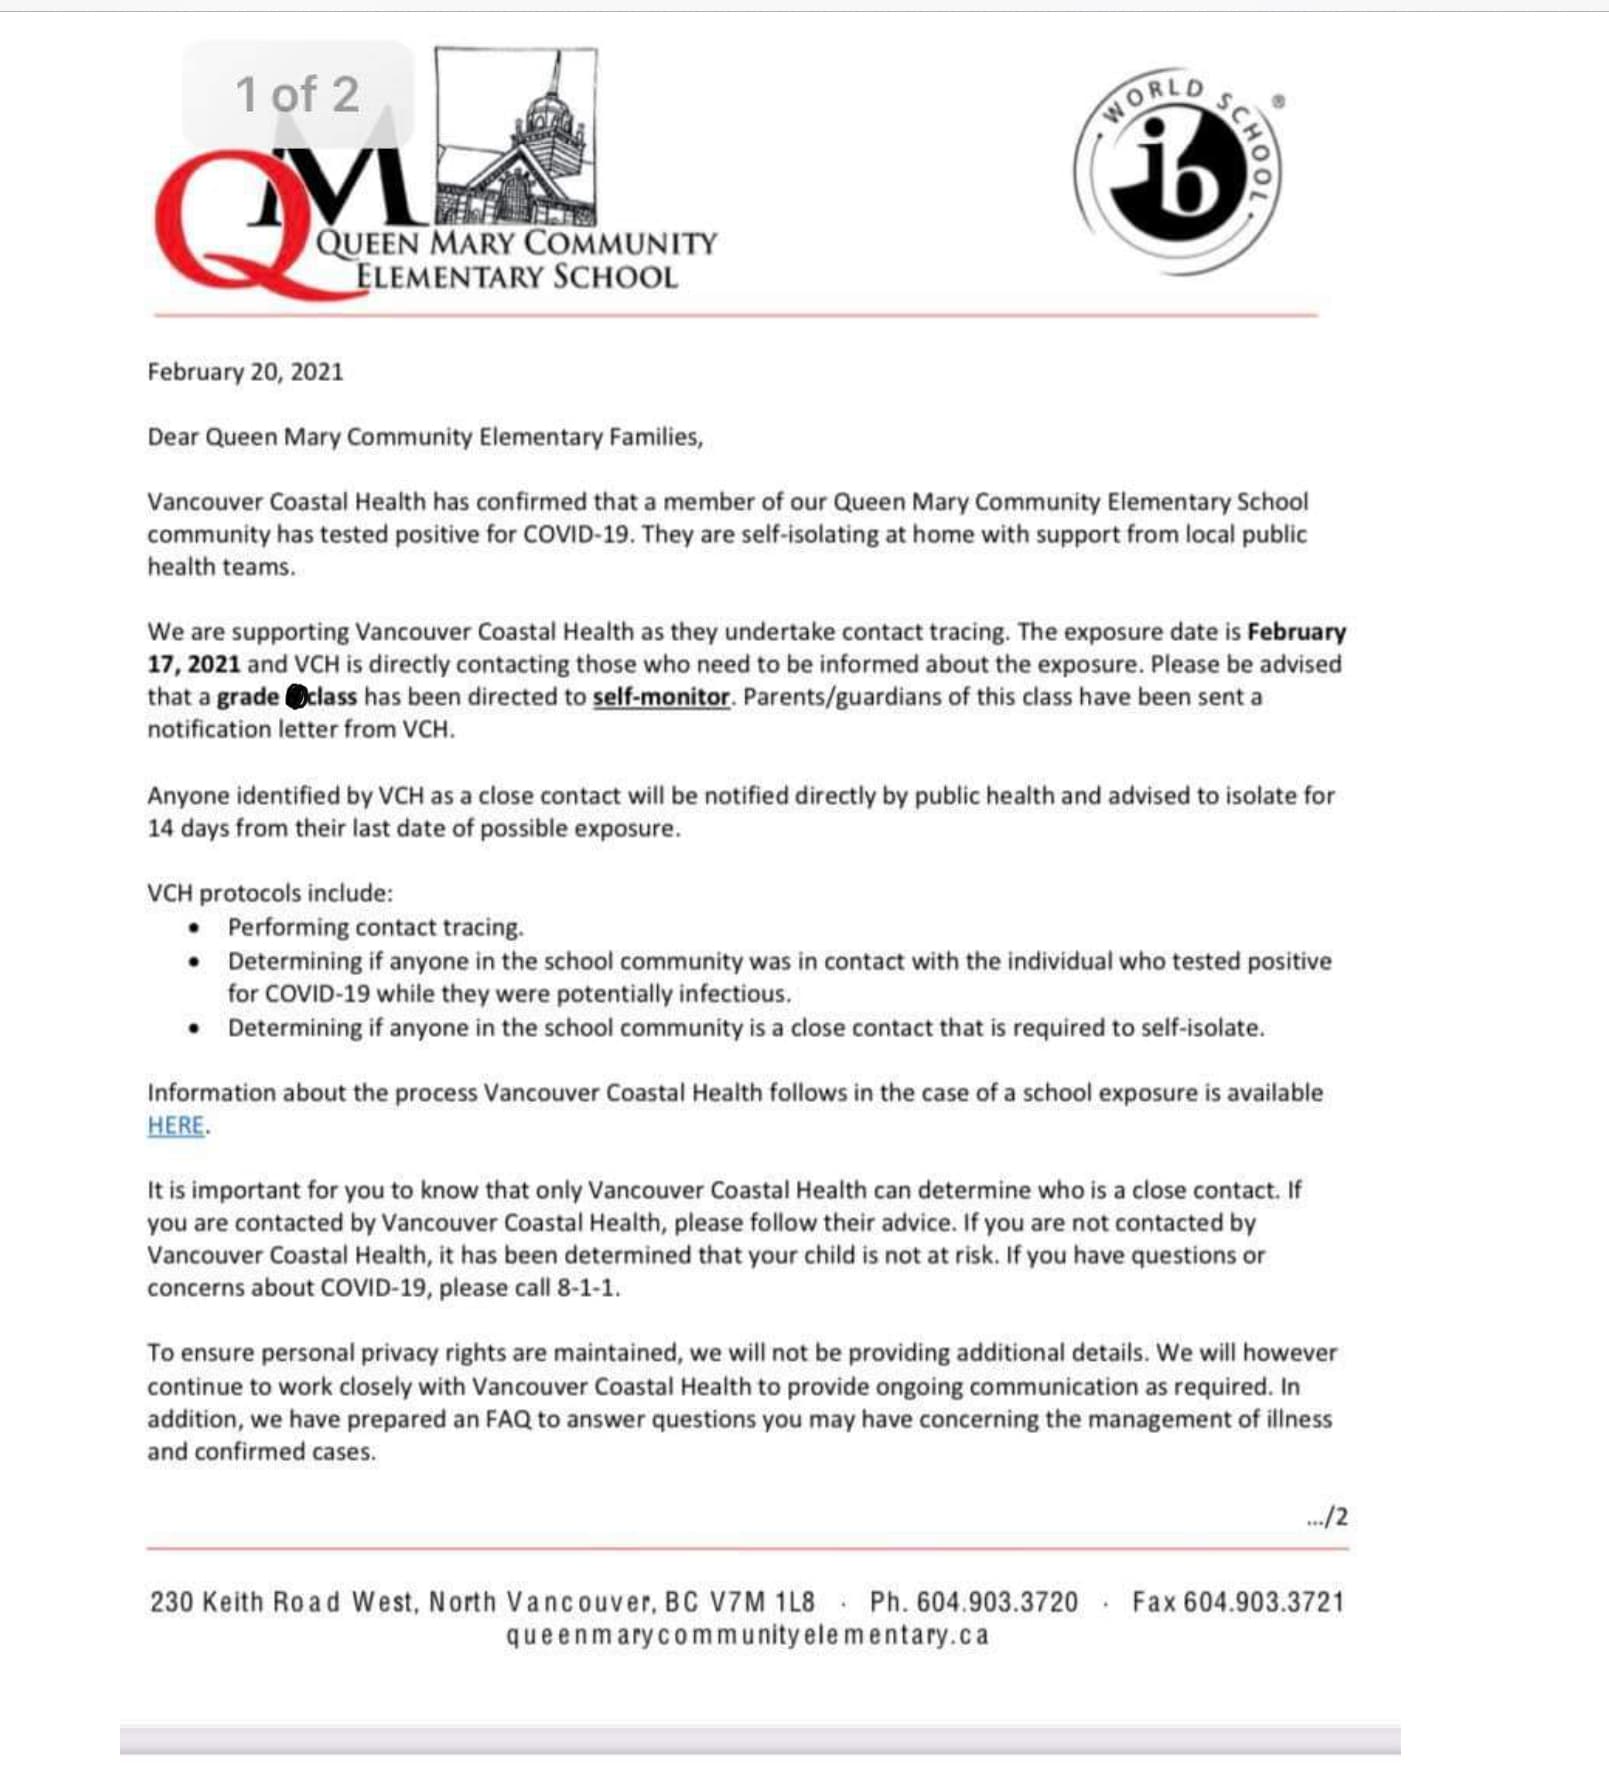 1 of 2
QM
QUEEN MARY COMMUNITY
ELEMENTARY SCHOOL
WORLD SCHOOL ®
ib
February 20, 2021
Dear Queen Mary Community Elementary Families,
Vancouver Coastal Health has confirmed that a member of our Queen Mary Community Elementary School
community has tested positive for COVID-19. They are self-isolating at home with support from local public
health teams.
We are supporting Vancouver Coastal Health as they undertake contact tracing. The exposure date is February
17, 2021 and VCH is directly contacting those who need to be informed about the exposure. Please be advised
that a grade class has been directed to self-monitor. Parents/guardians of this class have been sent a
notification letter from VCH.
Anyone identified by VCH as a close contact will be notified directly by public health and advised to isolate for
14 days from their last date of possible exposure.
VCH protocols include:
• Performing contact tracing.
• Determining if anyone in the school community was in contact with the individual who tested positive
for COVID-19 while they were potentially infectious.
• Determining if anyone in the school community is a close contact that is required to self-isolate.
Information about the process Vancouver Coastal Health follows in the case of a school exposure is available
HERE.
It is important for you to know that only Vancouver Coastal Health can determine who is a close contact. If
you are contacted by Vancouver Coastal Health, please follow their advice. If you are not contacted by
Vancouver Coastal Health, it has been determined that your child is not at risk. If you have questions or
concerns about COVID-19, please call 8-1-1.
To ensure personal privacy rights are maintained, we will not be providing additional details. We will however
continue to work closely with Vancouver Coastal Health to provide ongoing communication as required. In
addition, we have prepared an FAQ to answer questions you may have concerning the management of illness
and confirmed cases.
.../2
230 Keith Road West, North Vancouver, BC V7M 1L8 · Ph. 604.903.3720 · Fax 604.903.3721
queenmarycommunityelementary.ca